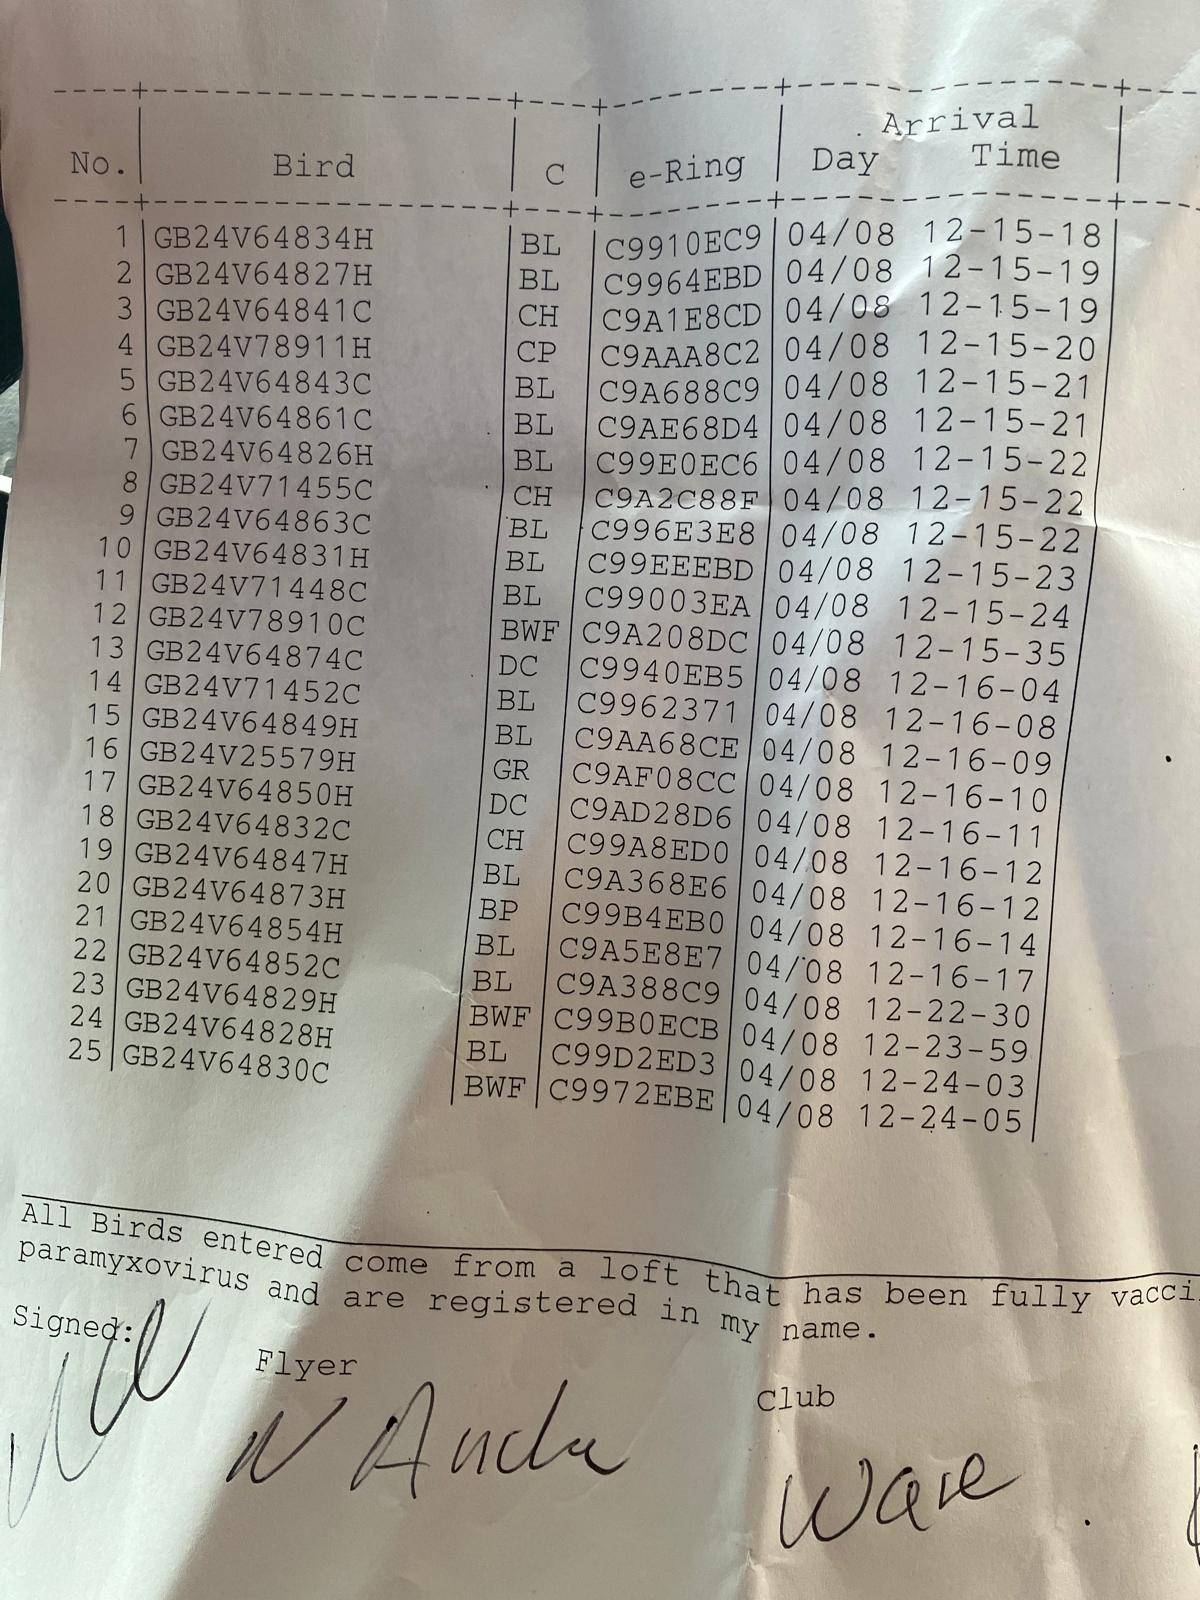 Arrival
No. Bird C e-Ring Day Time
1 GB24V64834H BL C9910EC9 04/08 12-15-18
2 GB24V64827H BL C9964EBD 04/08 12-15-19
3 GB24V64841C CH C9A1E8CD 04/08 12-15-19
4 GB24V78911H CP C9AAA8C2 04/08 12-15-20
5 GB24V64843C BL C9A688C9 04/08 12-15-21
6 GB24V64861C BL C9AE68D4 04/08 12-15-21
7 GB24V64826H BL C99E0EC6 04/08 12-15-22
8 GB24V71455C CH C9A2C88F 04/08 12-15-22
9 GB24V64863C BL C996E3E8 04/08 12-15-22
10 GB24V64831H BL C99EEEBD 04/08 12-15-23
11 GB24V71448C BL C99003EA 04/08 12-15-24
12 GB24V78910C BWF C9A208DC 04/08 12-15-35
13 GB24V64874C DC C9940EB5 04/08 12-16-04
14 GB24V71452C BL C9962371 04/08 12-16-08
15 GB24V64849H BL C9AA68CE 04/08 12-16-09
16 GB24V25579H GR C9AF08CC 04/08 12-16-10
17 GB24V64850H DC C9AD28D6 04/08 12-16-11
18 GB24V64832C CH C99A8ED0 04/08 12-16-12
19 GB24V64847H BL C9A368E6 04/08 12-16-12
20 GB24V64873H BP C99B4EB0 04/08 12-16-14
21 GB24V64854H BL C9A5E8E7 04/08 12-16-17
22 GB24V64852C BL C9A388C9 04/08 12-22-30
23 GB24V64829H BWF C99B0ECB 04/08 12-23-59
24 GB24V64828H BL C99D2ED3 04/08 12-24-03
25 GB24V64830C BWF C9972EBE 04/08 12-24-05
All Birds entered come from a loft that has been fully vacci
paramyxovirus and are registered in my name.
Signed:
Flyer Club